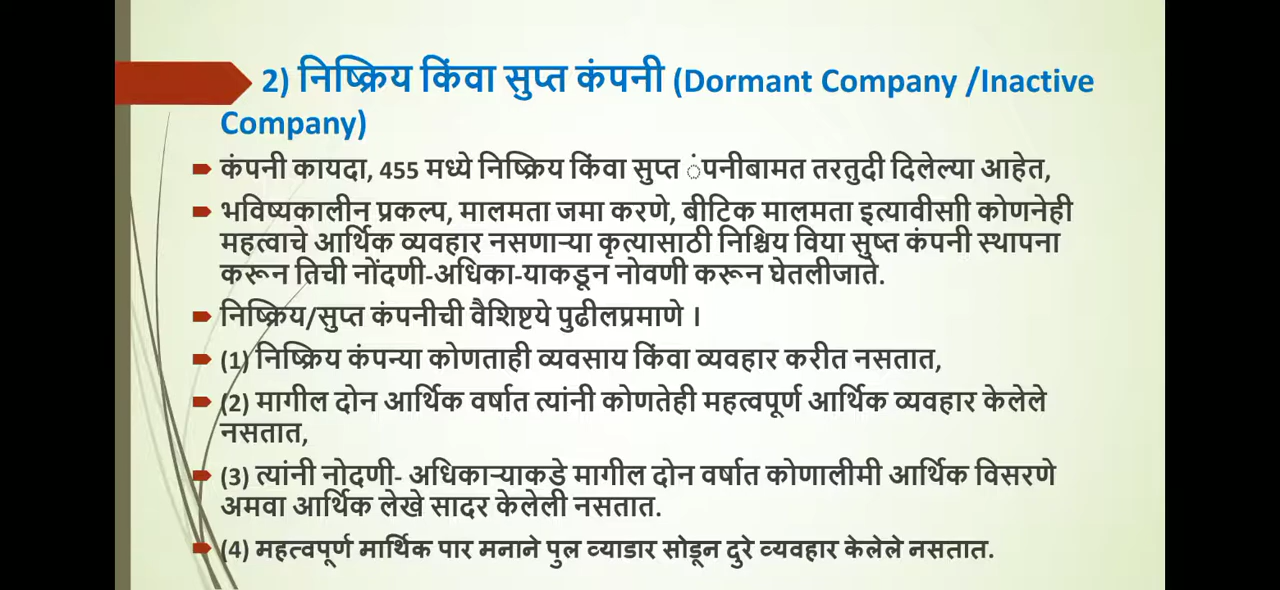 2) निष्क्रिय किंवा सुप्त कंपनी (Dormant Company /Inactive
Company)
कंपनी कायदा, 455 मध्ये निष्क्रिय किंवा सुप्त ंपनीबामत तरतुदी दिलेल्या आहेत,
भविष्यकालीन प्रकल्प, मालमता जमा करणे, बीटिक मालमता इत्यावीसाी कोणनेही
महत्वाचे आर्थिक व्यवहार नसणाऱ्या कृत्यासाठी निश्चिय विया सुष्त कंपनी स्थापना
करून तिची नोंदणी-अधिका-याकडून नोवणी करून घेतलीजाते.
निष्क्रिय/सुप्त कंपनीची वैशिष्टये पुढीलप्रमाणे ।
(1) निष्क्रिय कंपन्या कोणताही व्यवसाय किंवा व्यवहार करीत नसतात,
(2) मागील दोन आर्थिक वर्षात त्यांनी कोणतेही महत्वपूर्ण आर्थिक व्यवहार केलेले
नसतात,
(3) त्यांनी नोदणी- अधिकाऱ्याकडे मागील दोन वर्षात कोणालीमी आर्थिक विसरणे
अमवा आर्थिक लेखे सादर केलेली नसतात.
(4) महत्वपूर्ण मार्थिक पार मनाने पुल व्याडार सोडून दुरे व्यवहार केलेले नसतात.